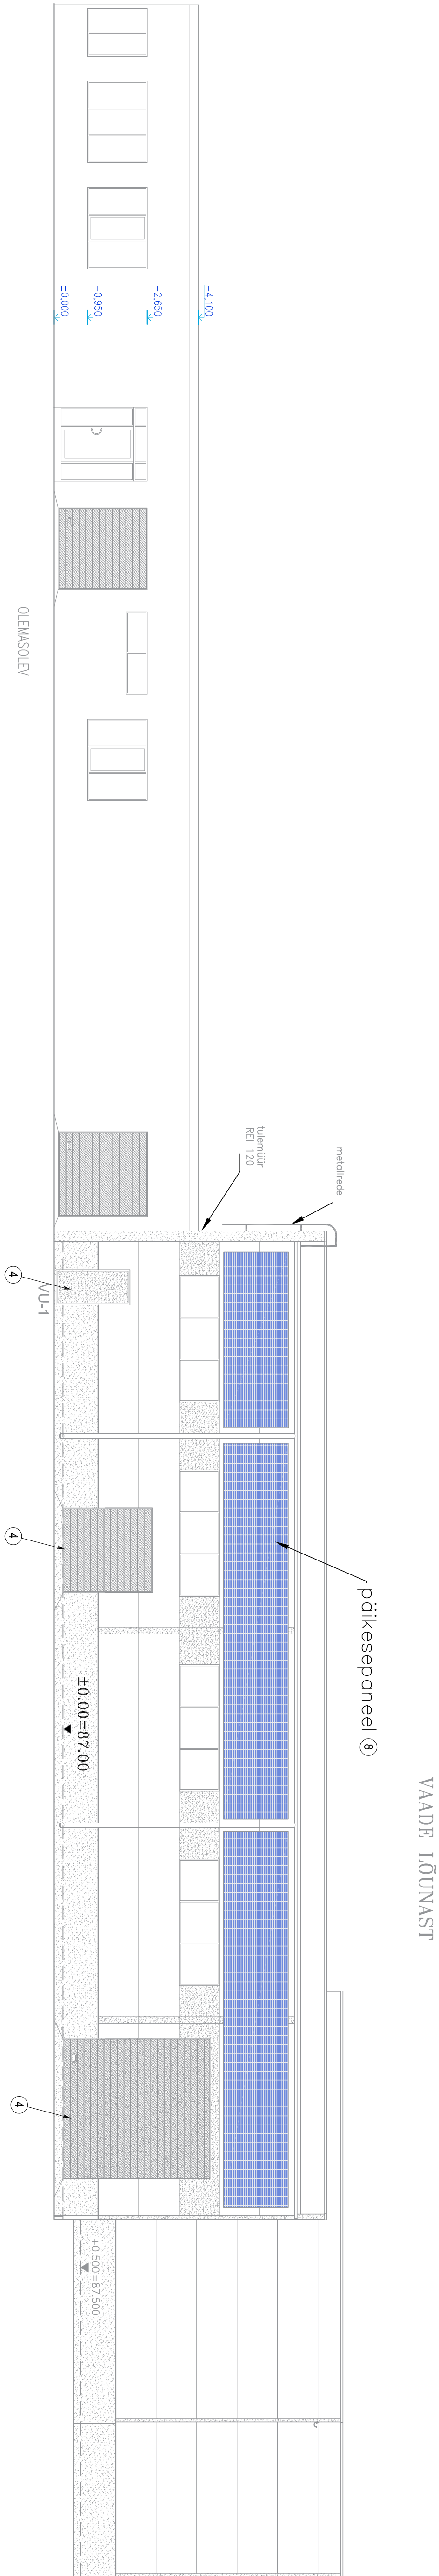 VAADE LÕUNAST
+4,100
+2,650
+0,950
±0,000
OLEMASOLEV
metallredel
tulemüür
REI 120
päikesepaneel 8
4
VU-1
4
±0.00=87.00
4
+0.500=87.500